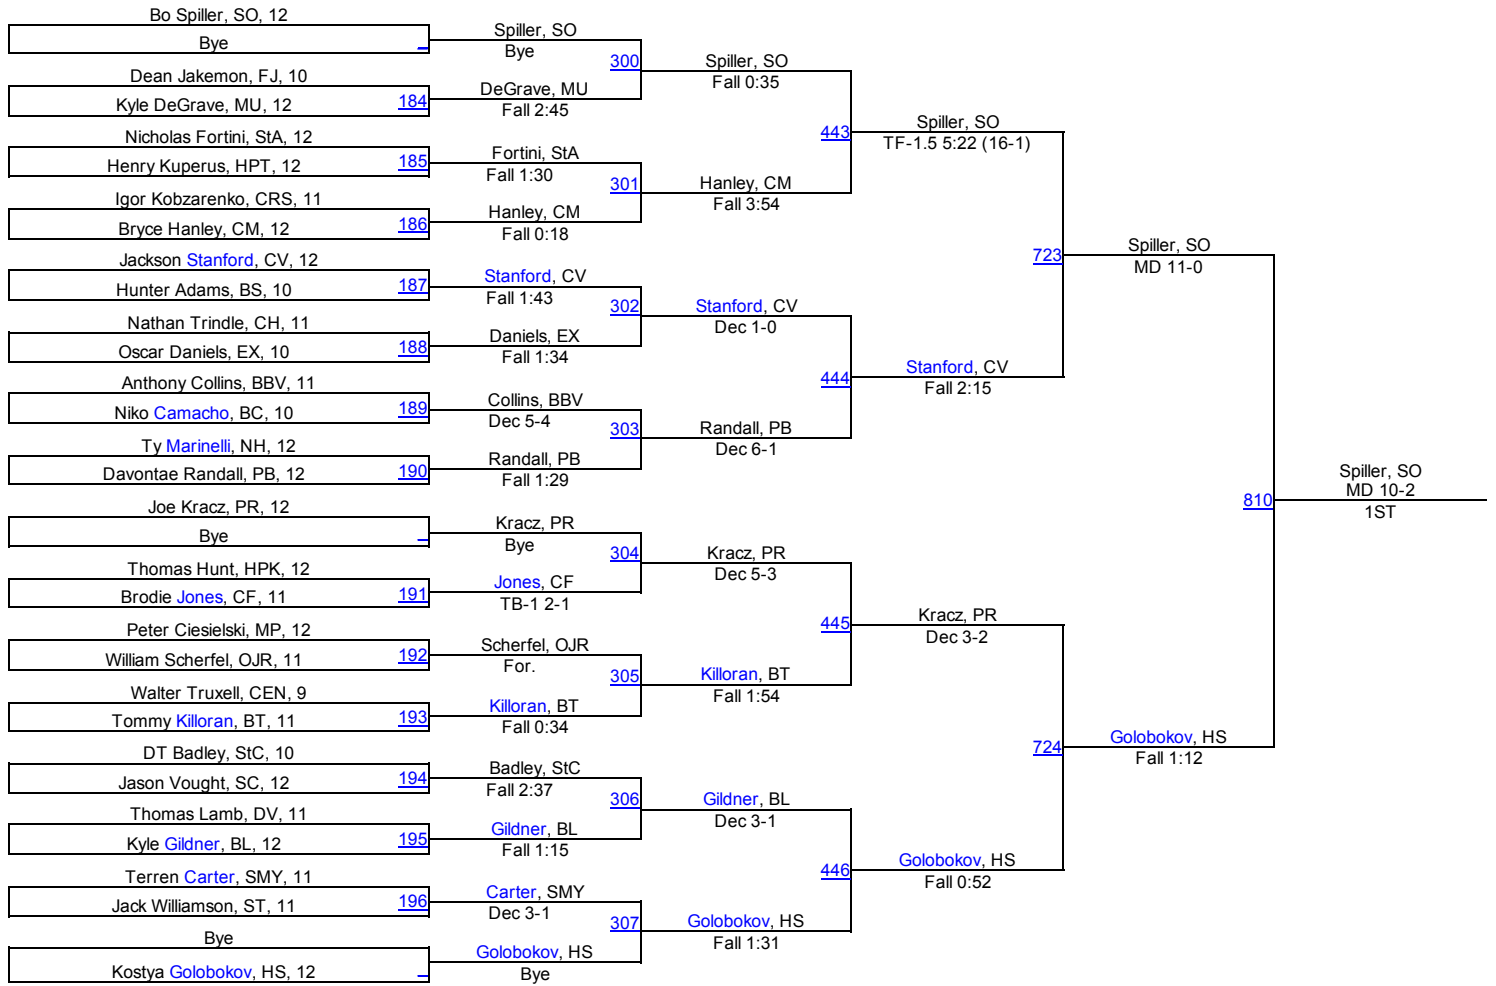 Bo Spiller, SO, 12
Bye
Dean Jakemon, FJ, 10
Kyle DeGrave, MU, 12
184
Nicholas Fortini, StA, 12
Henry Kuperus, HPT, 12
185
Igor Kobzarenko, CRS, 11
Bryce Hanley, CM, 12
186
Jackson Stanford, CV, 12
Hunter Adams, BS, 10
187
Nathan Trindle, CH, 11
Oscar Daniels, EX, 10
188
Anthony Collins, BBV, 11
Niko Camacho, BC, 10
189
Ty Marinelli, NH, 12
Davontae Randall, PB, 12
190
Joe Kracz, PR, 12
Bye
Thomas Hunt, HPK, 12
Brodie Jones, CF, 11
191
Peter Ciesielski, MP, 12
William Scherfel, OJR, 11
192
Walter Truxell, CEN, 9
Tommy Killoran, BT, 11
193
DT Badley, StC, 10
Jason Vought, SC, 12
194
Thomas Lamb, DV, 11
Kyle Gildner, BL, 12
195
Terren Carter, SMY, 11
Jack Williamson, ST, 11
196
Bye
Kostya Golobokov, HS, 12
Spiller, SO
Bye
300
DeGrave, MU
Fall 2:45
Fortini, StA
Fall 1:30
301
Hanley, CM
Fall 0:18
Stanford, CV
Fall 1:43
302
Daniels, EX
Fall 1:34
Collins, BBV
Dec 5-4
303
Randall, PB
Fall 1:29
Kracz, PR
Bye
304
Jones, CF
TB-1 2-1
Scherfel, OJR
For.
305
Killoran, BT
Fall 0:34
Badley, StC
Fall 2:37
306
Gildner, BL
Fall 1:15
Carter, SMY
Dec 3-1
307
Golobokov, HS
Bye
Spiller, SO
Fall 0:35
443
Hanley, CM
Fall 3:54
Stanford, CV
Dec 1-0
444
Randall, PB
Dec 6-1
Kracz, PR
Dec 5-3
445
Killoran, BT
Fall 1:54
Gildner, BL
Dec 3-1
446
Golobokov, HS
Fall 1:31
Spiller, SO
TF-1.5 5:22 (16-1)
723
Stanford, CV
Fall 2:15
Kracz, PR
Dec 3-2
724
Golobokov, HS
Fall 0:52
Spiller, SO
MD 11-0
810
Golobokov, HS
Fall 1:12
Spiller, SO
MD 10-2
1ST